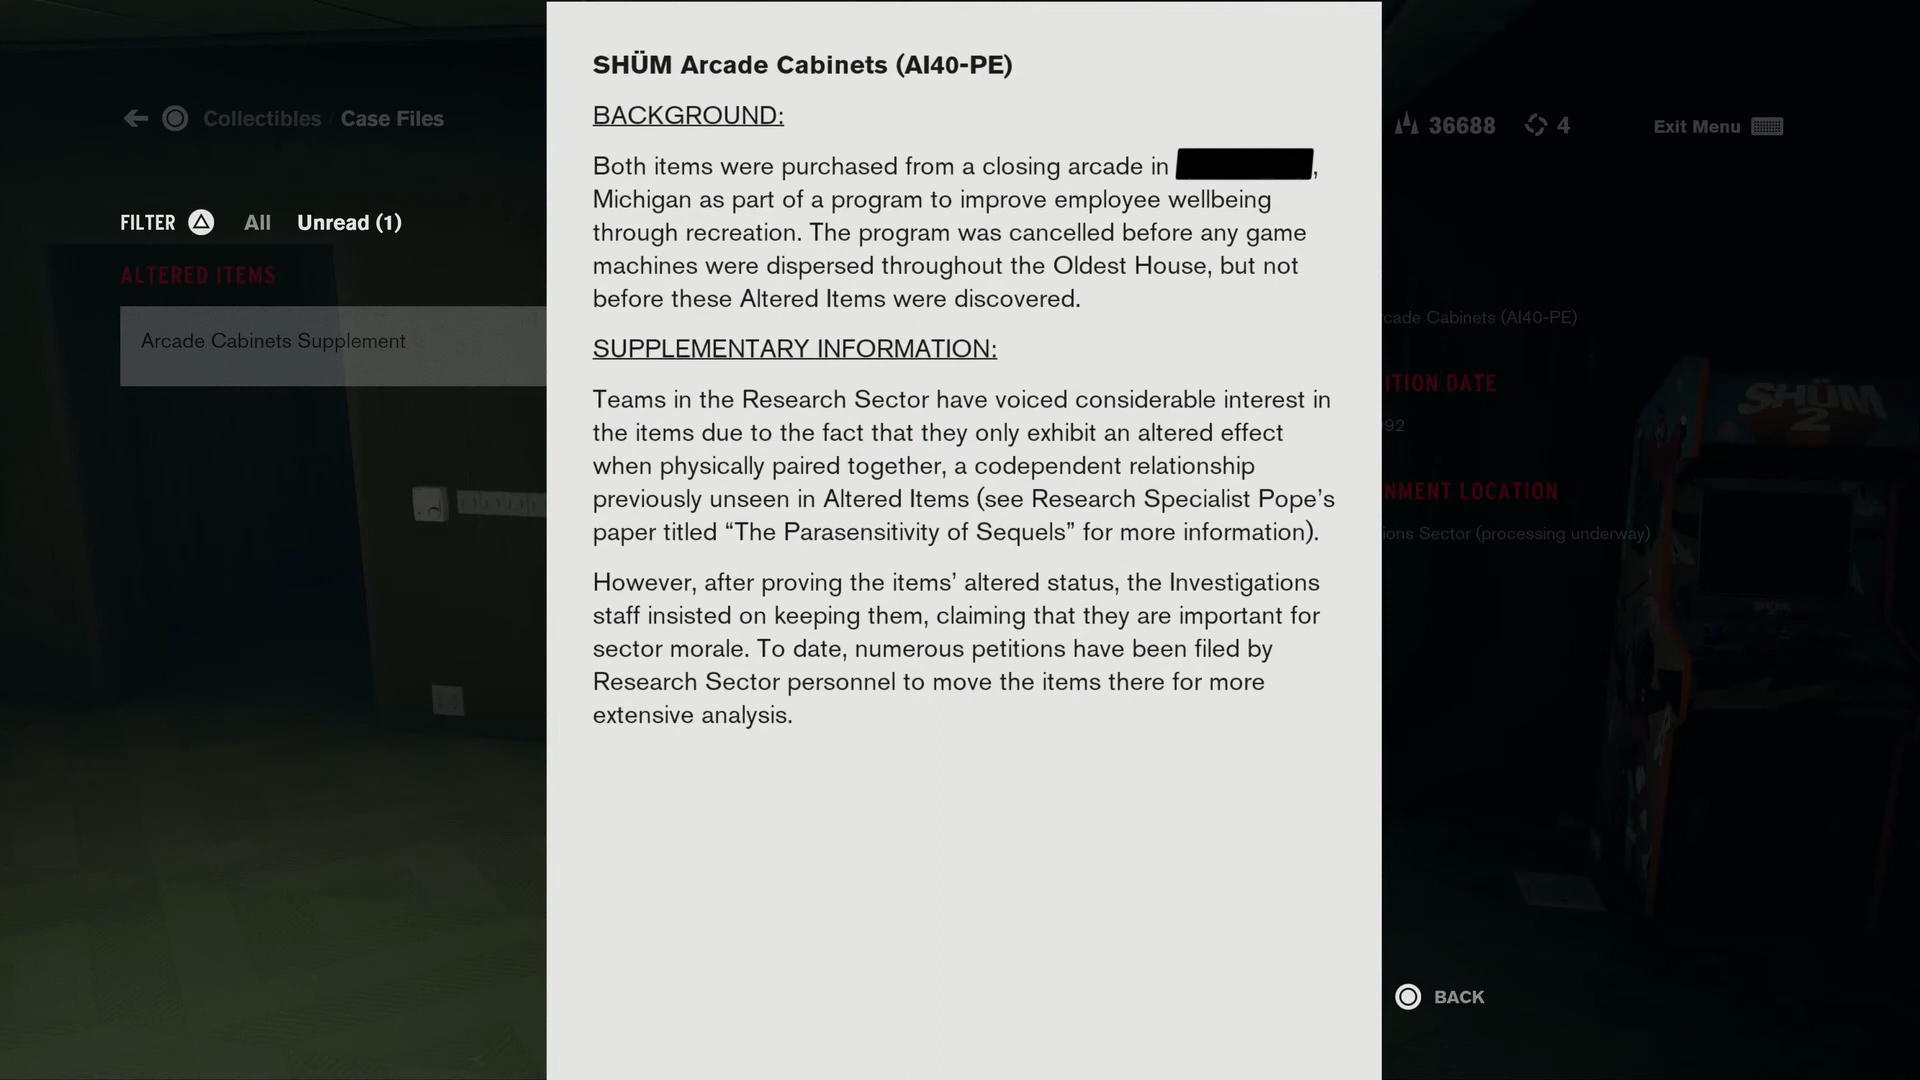 SHÜM Arcade Cabinets (AI40-PE)
BACKGROUND:
Both items were purchased from a closing arcade in ,
Michigan as part of a program to improve employee wellbeing
through recreation. The program was cancelled before any game
machines were dispersed throughout the Oldest House, but not
before these Altered Items were discovered.
SUPPLEMENTARY INFORMATION:
Teams in the Research Sector have voiced considerable interest in
the items due to the fact that they only exhibit an altered effect
when physically paired together, a codependent relationship
previously unseen in Altered Items (see Research Specialist Pope’s
paper titled “The Parasensitivity of Sequels” for more information).
However, after proving the items’ altered status, the Investigations
staff insisted on keeping them, claiming that they are important for
sector morale. To date, numerous petitions have been filed by
Research Sector personnel to move the items there for more
extensive analysis.
Collectibles / Case Files
FILTER All Unread (1)
ALTERED ITEMS
Arcade Cabinets Supplement
36688 4 Exit Menu
cade Cabinets (AI40-PE)
ITION DATE
92
NMENT LOCATION
ions Sector (processing underway)
SHÜM
2
BACK